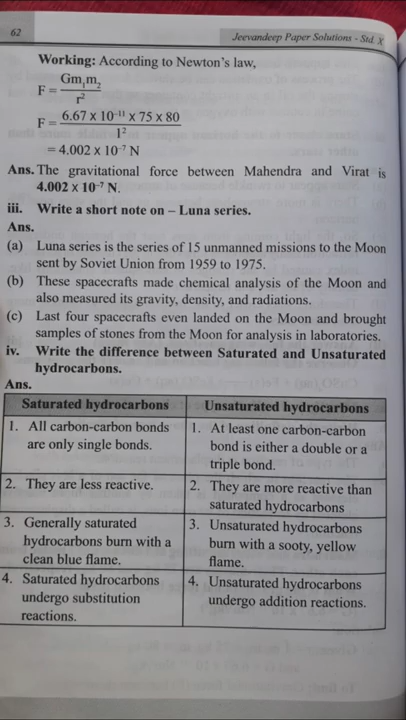 62
Jeevandeep Paper Solutions - Std. X
Working: According to Newton's law,
F = Gm₁m₂
r²
F = 6.67 x 10⁻¹¹ x 75 x 80
1²
= 4.002 x 10⁻⁷ N
Ans. The gravitational force between Mahendra and Virat is
4.002 x 10⁻⁷ N.
iii. Write a short note on – Luna series.
Ans.
(a) Luna series is the series of 15 unmanned missions to the Moon
sent by Soviet Union from 1959 to 1975.
(b) These spacecrafts made chemical analysis of the Moon and
also measured its gravity, density, and radiations.
(c) Last four spacecrafts even landed on the Moon and brought
samples of stones from the Moon for analysis in laboratories.
iv. Write the difference between Saturated and Unsaturated
hydrocarbons.
Ans.
Saturated hydrocarbons
Unsaturated hydrocarbons
1. All carbon-carbon bonds
are only single bonds.
1. At least one carbon-carbon
bond is either a double or a
triple bond.
2. They are less reactive.
2. They are more reactive than
saturated hydrocarbons
3. Generally saturated
hydrocarbons burn with a
clean blue flame.
3. Unsaturated hydrocarbons
burn with a sooty, yellow
flame.
4. Saturated hydrocarbons
undergo substitution
reactions.
4. Unsaturated hydrocarbons
undergo addition reactions.